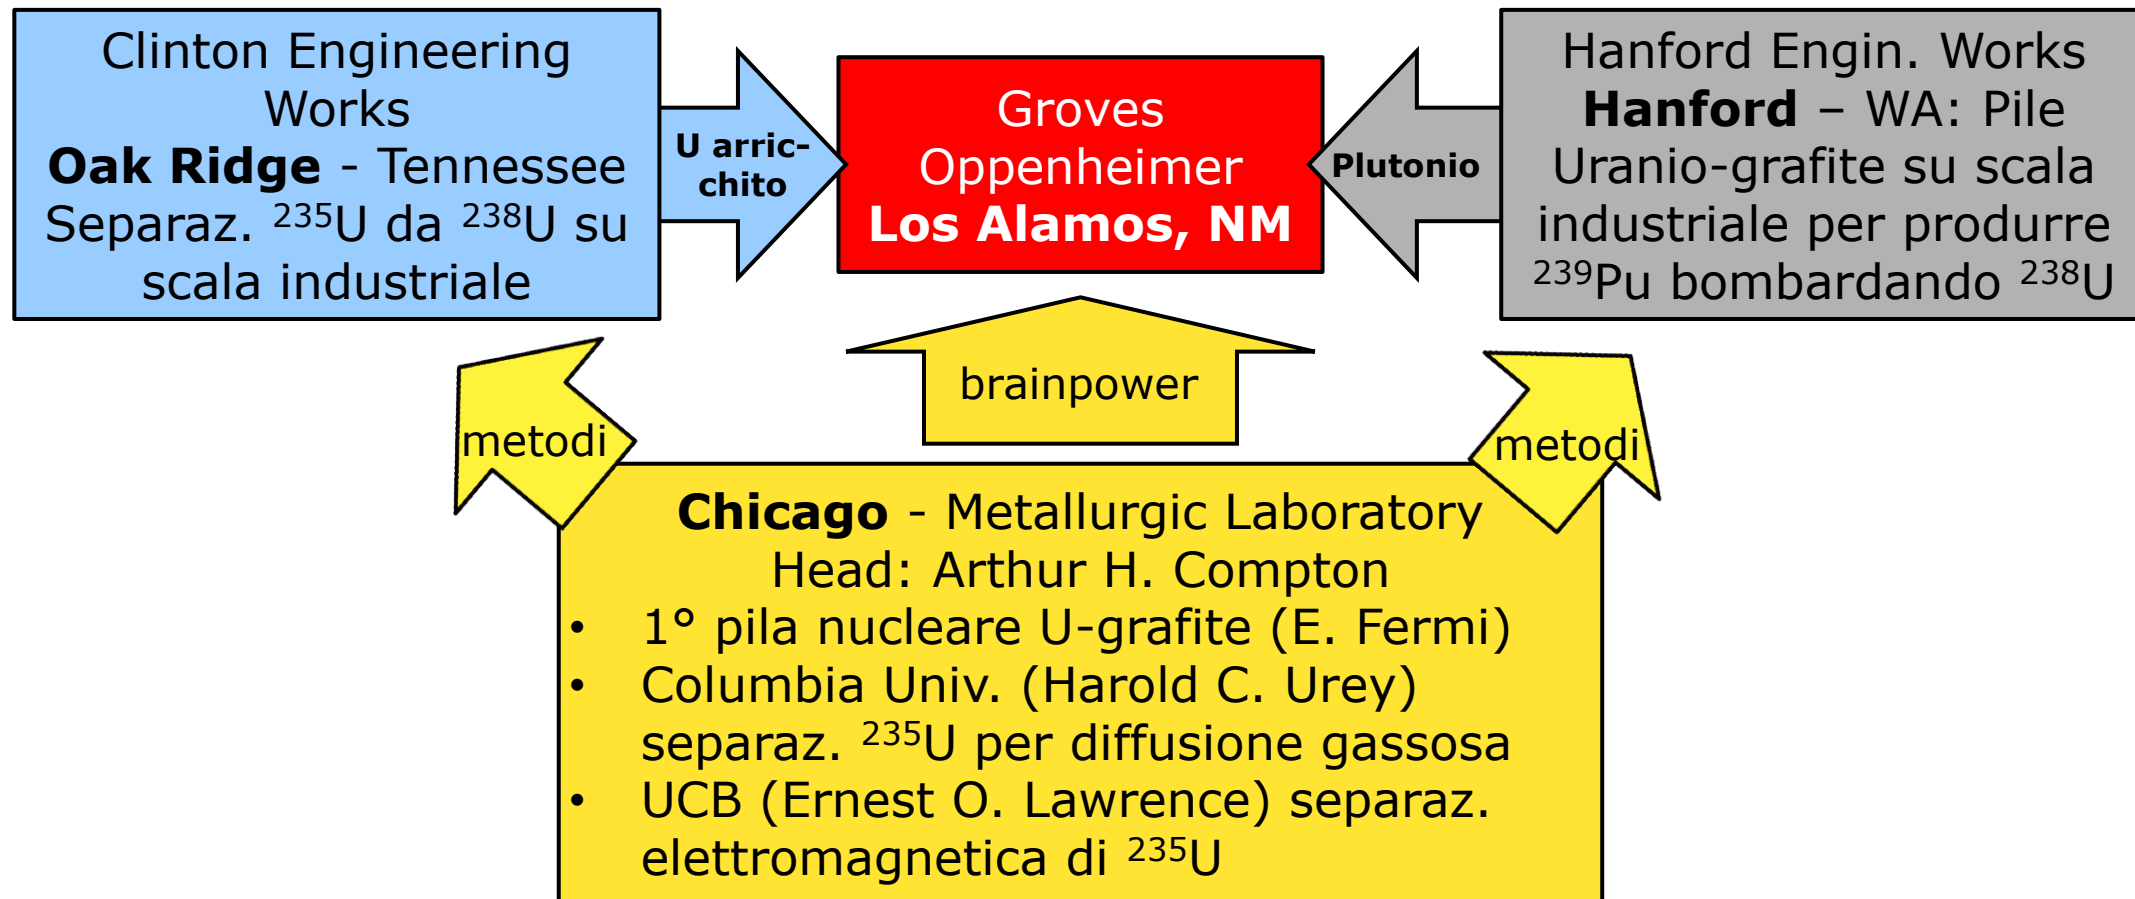 Clinton Engineering
Works
Oak Ridge - Tennessee
Separaz. ²³⁵U da ²³⁸U su
scala industriale
U arric-
chito
Groves
Oppenheimer
Los Alamos, NM
Plutonio
Hanford Engin. Works
Hanford – WA: Pile
Uranio-grafite su scala
industriale per produrre
²³⁹Pu bombardando ²³⁸U
metodi
brainpower
metodi
Chicago - Metallurgic Laboratory
Head: Arthur H. Compton
• 1° pila nucleare U-grafite (E. Fermi)
• Columbia Univ. (Harold C. Urey)
separaz. ²³⁵U per diffusione gassosa
• UCB (Ernest O. Lawrence) separaz.
elettromagnetica di ²³⁵U